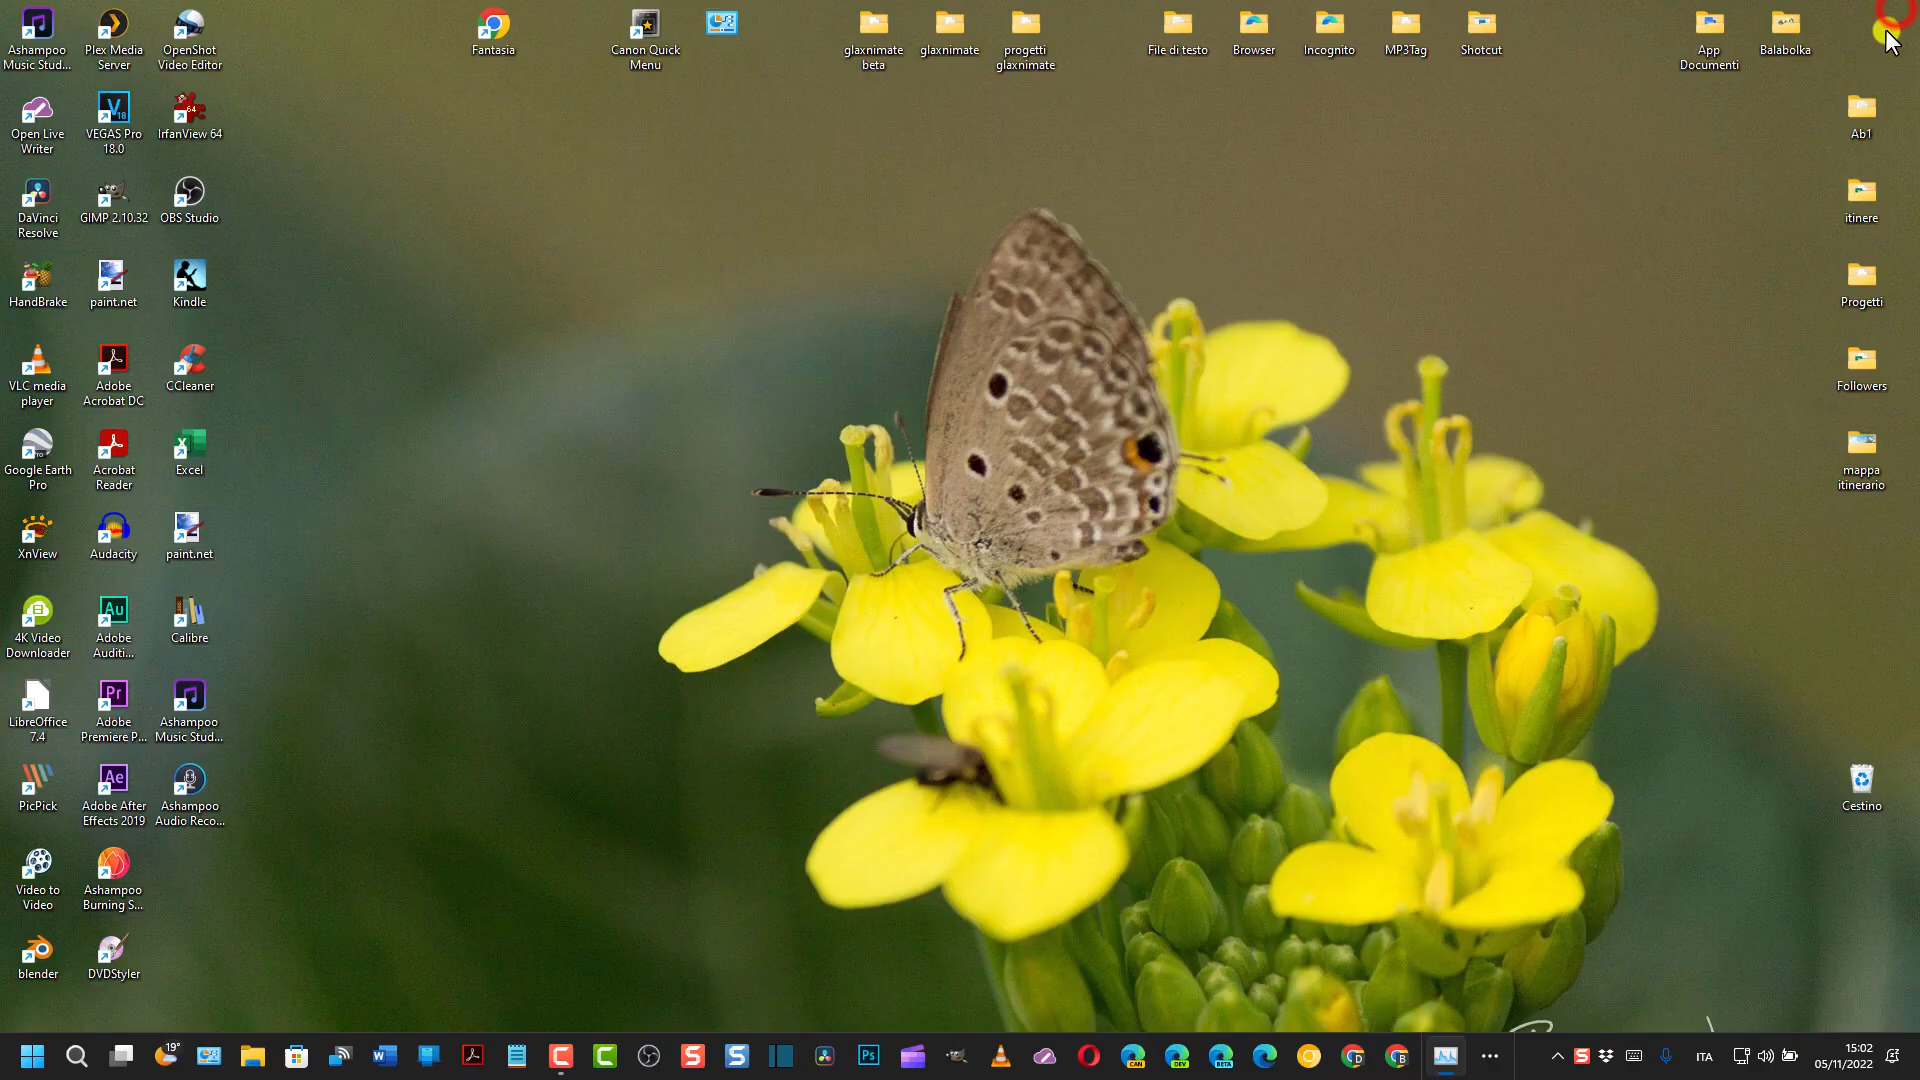 Ashampoo
Music Stud...
Plex Media
Server
OpenShot
Video Editor
Fantasia
Canon Quick
Menu
glaxnimate
beta
glaxnimate
progetti
glaxnimate
File di testo
Browser
Incognito
MP3Tag
Shotcut
App
Documenti
Balabolka
Open Live
Writer
VEGAS Pro
18.0
IrfanView 64
Ab1
DaVinci
Resolve
GIMP 2.10.32
OBS Studio
itinere
HandBrake
paint.net
Kindle
Progetti
VLC media
player
Adobe
Acrobat DC
CCleaner
Followers
Google Earth
Pro
Acrobat
Reader
Excel
mappa
itinerario
XnView
Audacity
paint.net
4K Video
Downloader
Adobe
Auditi...
Calibre
LibreOffice
7.4
Adobe
Premiere P...
Ashampoo
Music Stud...
PicPick
Adobe After
Effects 2019
Ashampoo
Audio Reco...
Cestino
Video to
Video
Ashampoo
Burning S...
blender
DVDStyler
19°
ITA
15:02
05/11/2022